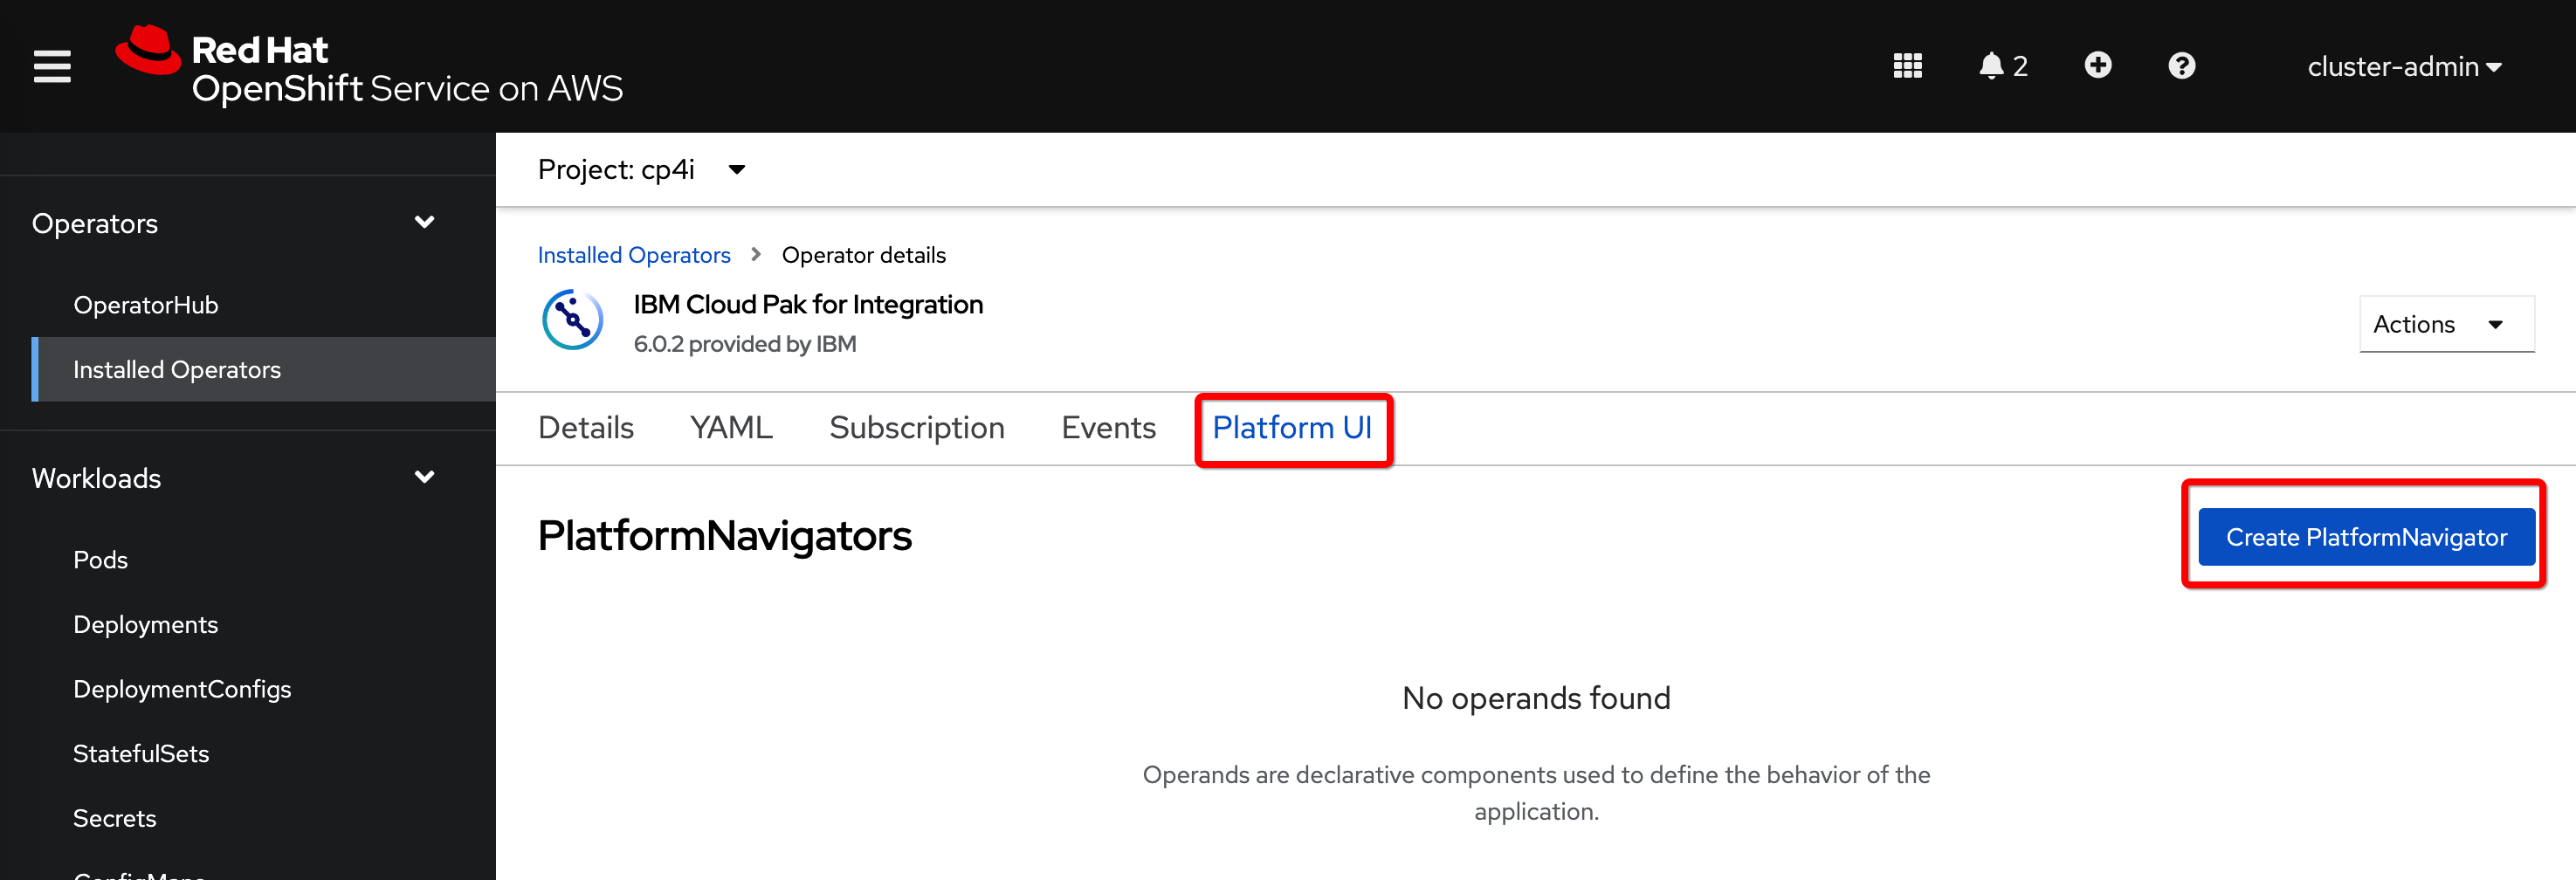 Red Hat
OpenShift Service on AWS
2
cluster-admin
Project: cp4i
Operators
OperatorHub
Installed Operators
Workloads
Pods
Deployments
DeploymentConfigs
StatefulSets
Secrets
ConfigMaps
Installed Operators > Operator details
IBM Cloud Pak for Integration
6.0.2 provided by IBM
Actions
Details YAML Subscription Events Platform UI
PlatformNavigators
Create PlatformNavigator
No operands found
Operands are declarative components used to define the behavior of the
application.